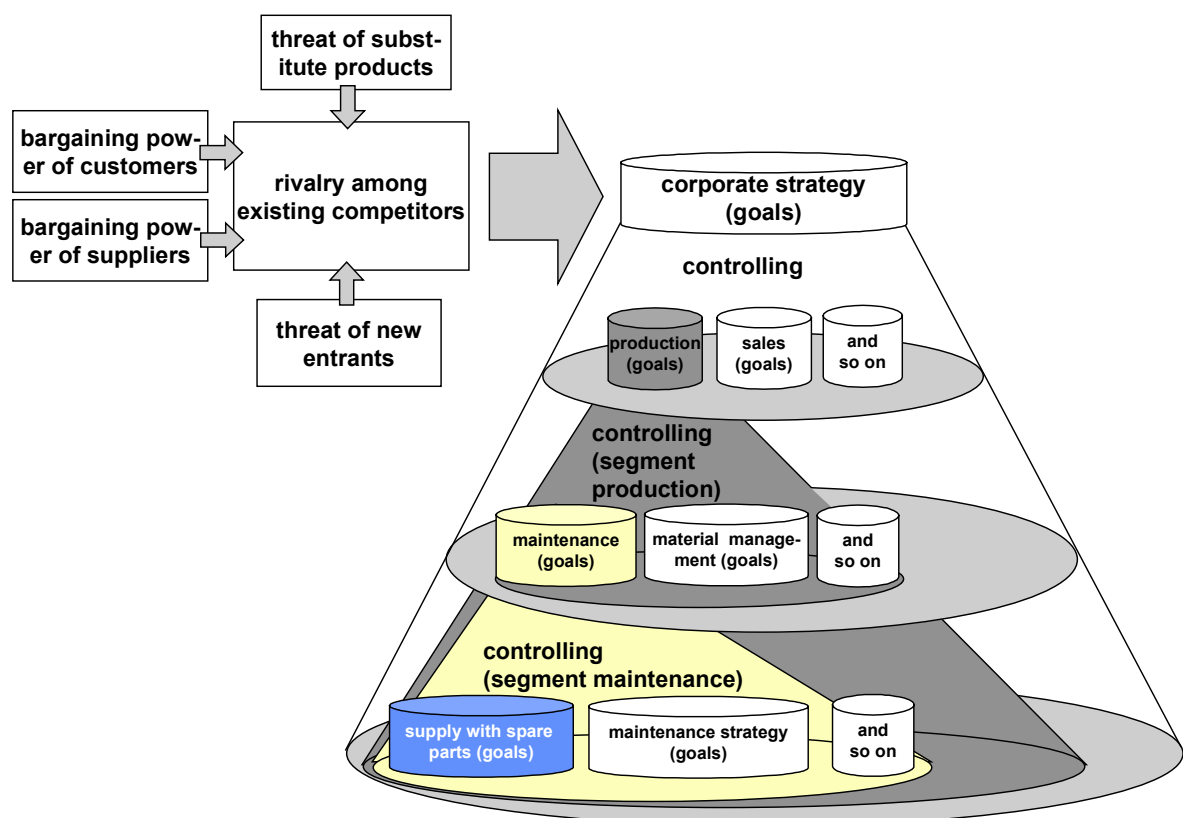 threat of subst-
itute products
bargaining pow-
er of customers
rivalry among
existing competitors
bargaining pow-
er of suppliers
threat of new
entrants
corporate strategy
(goals)
controlling
production
(goals)
sales
(goals)
and
so on
controlling
(segment
production)
maintenance
(goals)
material manage-
ment (goals)
and
so on
controlling
(segment maintenance)
supply with spare
parts (goals)
maintenance strategy
(goals)
and
so on